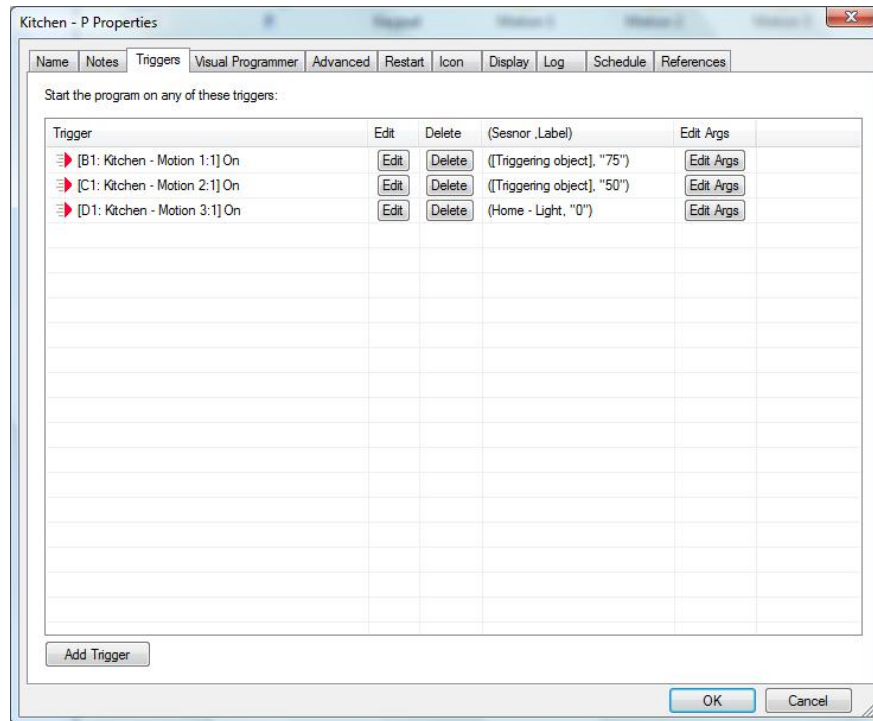 Kitchen - P Properties
Name Notes Triggers Visual Programmer Advanced Restart Icon Display Log Schedule References
Start the program on any of these triggers:
Trigger Edit Delete (Sesnor ,Label) Edit Args
[B1: Kitchen - Motion 1:1] On Edit Delete ([Triggering object], "75") Edit Args
[C1: Kitchen - Motion 2:1] On Edit Delete ([Triggering object], "50") Edit Args
[D1: Kitchen - Motion 3:1] On Edit Delete (Home - Light, "0") Edit Args
Add Trigger
OK Cancel